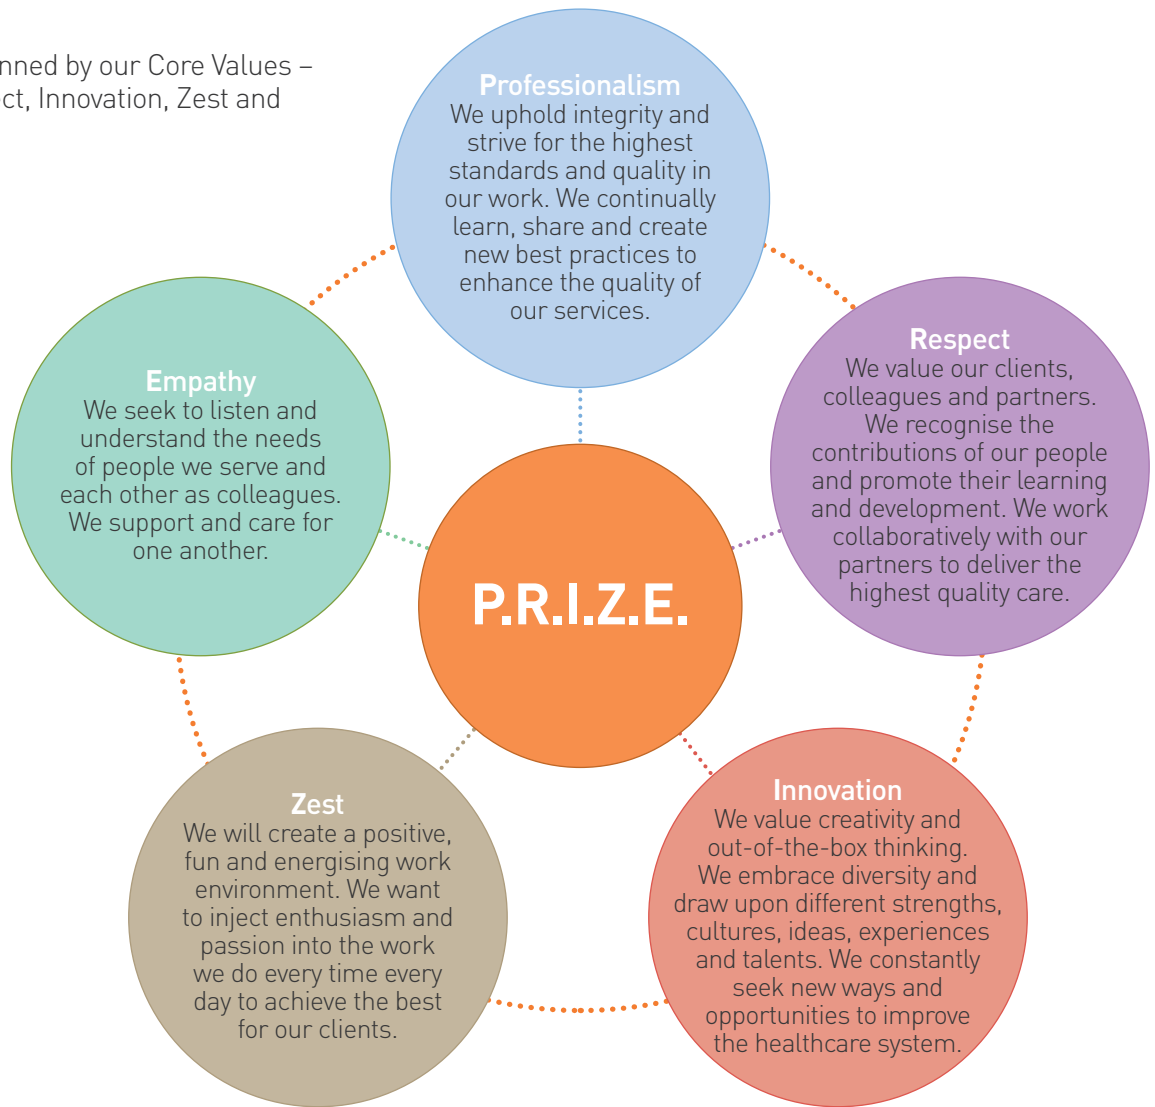 nned by our Core Values –
ct, Innovation, Zest and
Professionalism
We uphold integrity and
strive for the highest
standards and quality in
our work. We continually
learn, share and create
new best practices to
enhance the quality of
our services.
Respect
We value our clients,
colleagues and partners.
We recognise the
contributions of our people
and promote their learning
and development. We work
collaboratively with our
partners to deliver the
highest quality care.
Empathy
We seek to listen and
understand the needs
of people we serve and
each other as colleagues.
We support and care for
one another.
P.R.I.Z.E.
Innovation
We value creativity and
out-of-the-box thinking.
We embrace diversity and
draw upon different strengths,
cultures, ideas, experiences
and talents. We constantly
seek new ways and
opportunities to improve
the healthcare system.
Zest
We will create a positive,
fun and energising work
environment. We want
to inject enthusiasm and
passion into the work
we do every time every
day to achieve the best
for our clients.